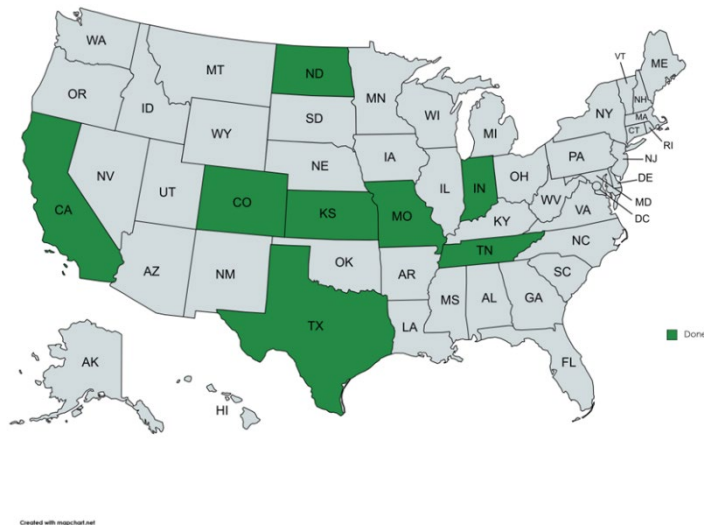 WA
MT
ND
MN
VT
ME
OR
ID
SD
WI
NH
NY
MA
WY
MI
CT
RI
IA
PA
NE
NJ
NV
OH
IL
IN
DE
UT
CO
WV
MD
CA
KS
MO
VA
KY
DC
TN
NC
OK
AZ
NM
AR
SC
MS
AL
GA
TX
LA
Done
AK
FL
HI
Created with mapchart.net